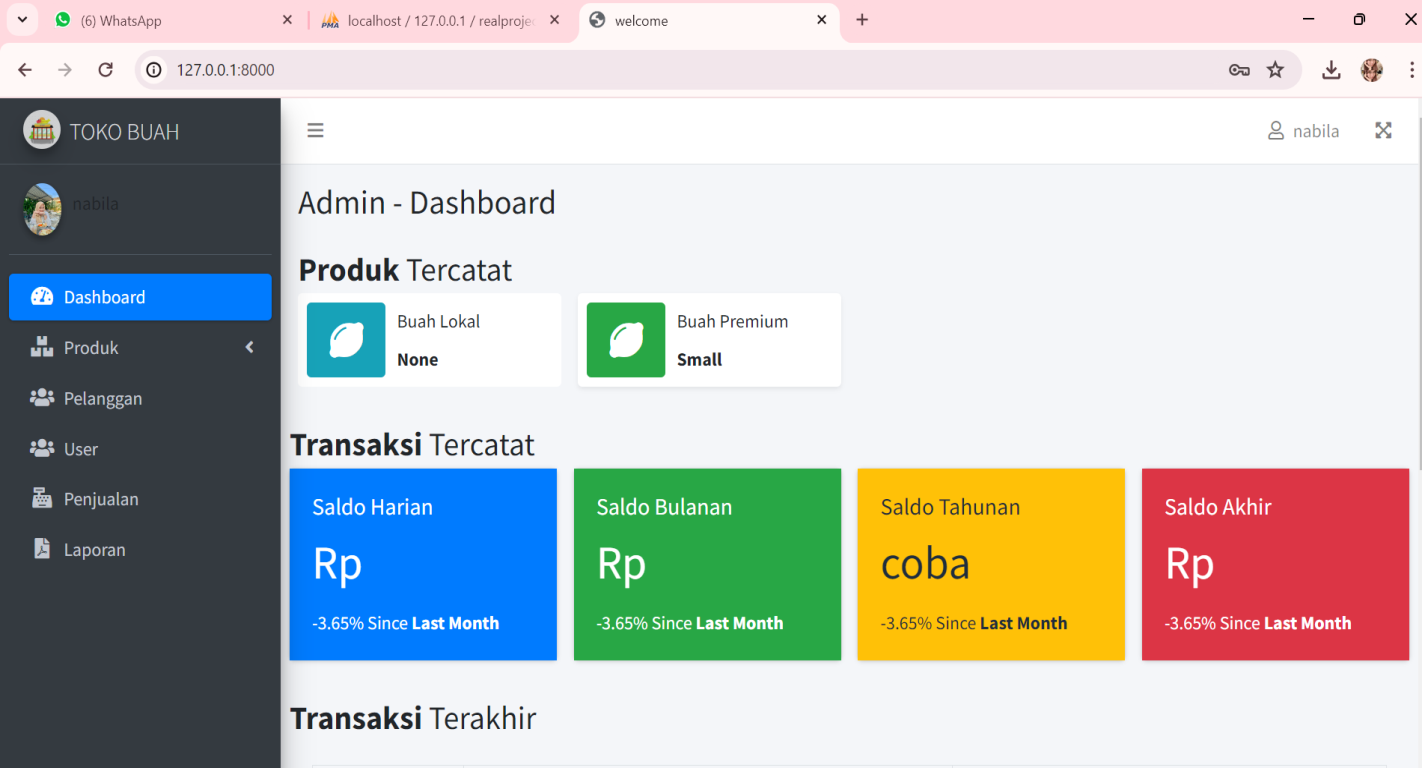 (6) WhatsApp
PMA
localhost / 127.0.0.1 / realproje
welcome
127.0.0.1:8000
TOKO BUAH
nabila
nabila
Dashboard
Produk
Pelanggan
User
Penjualan
Laporan
Admin - Dashboard
Produk Tercatat
Buah Lokal
None
Buah Premium
Small
Transaksi Tercatat
Saldo Harian
Rp
-3.65% Since Last Month
Saldo Bulanan
Rp
-3.65% Since Last Month
Saldo Tahunan
coba
-3.65% Since Last Month
Saldo Akhir
Rp
-3.65% Since Last Month
Transaksi Terakhir